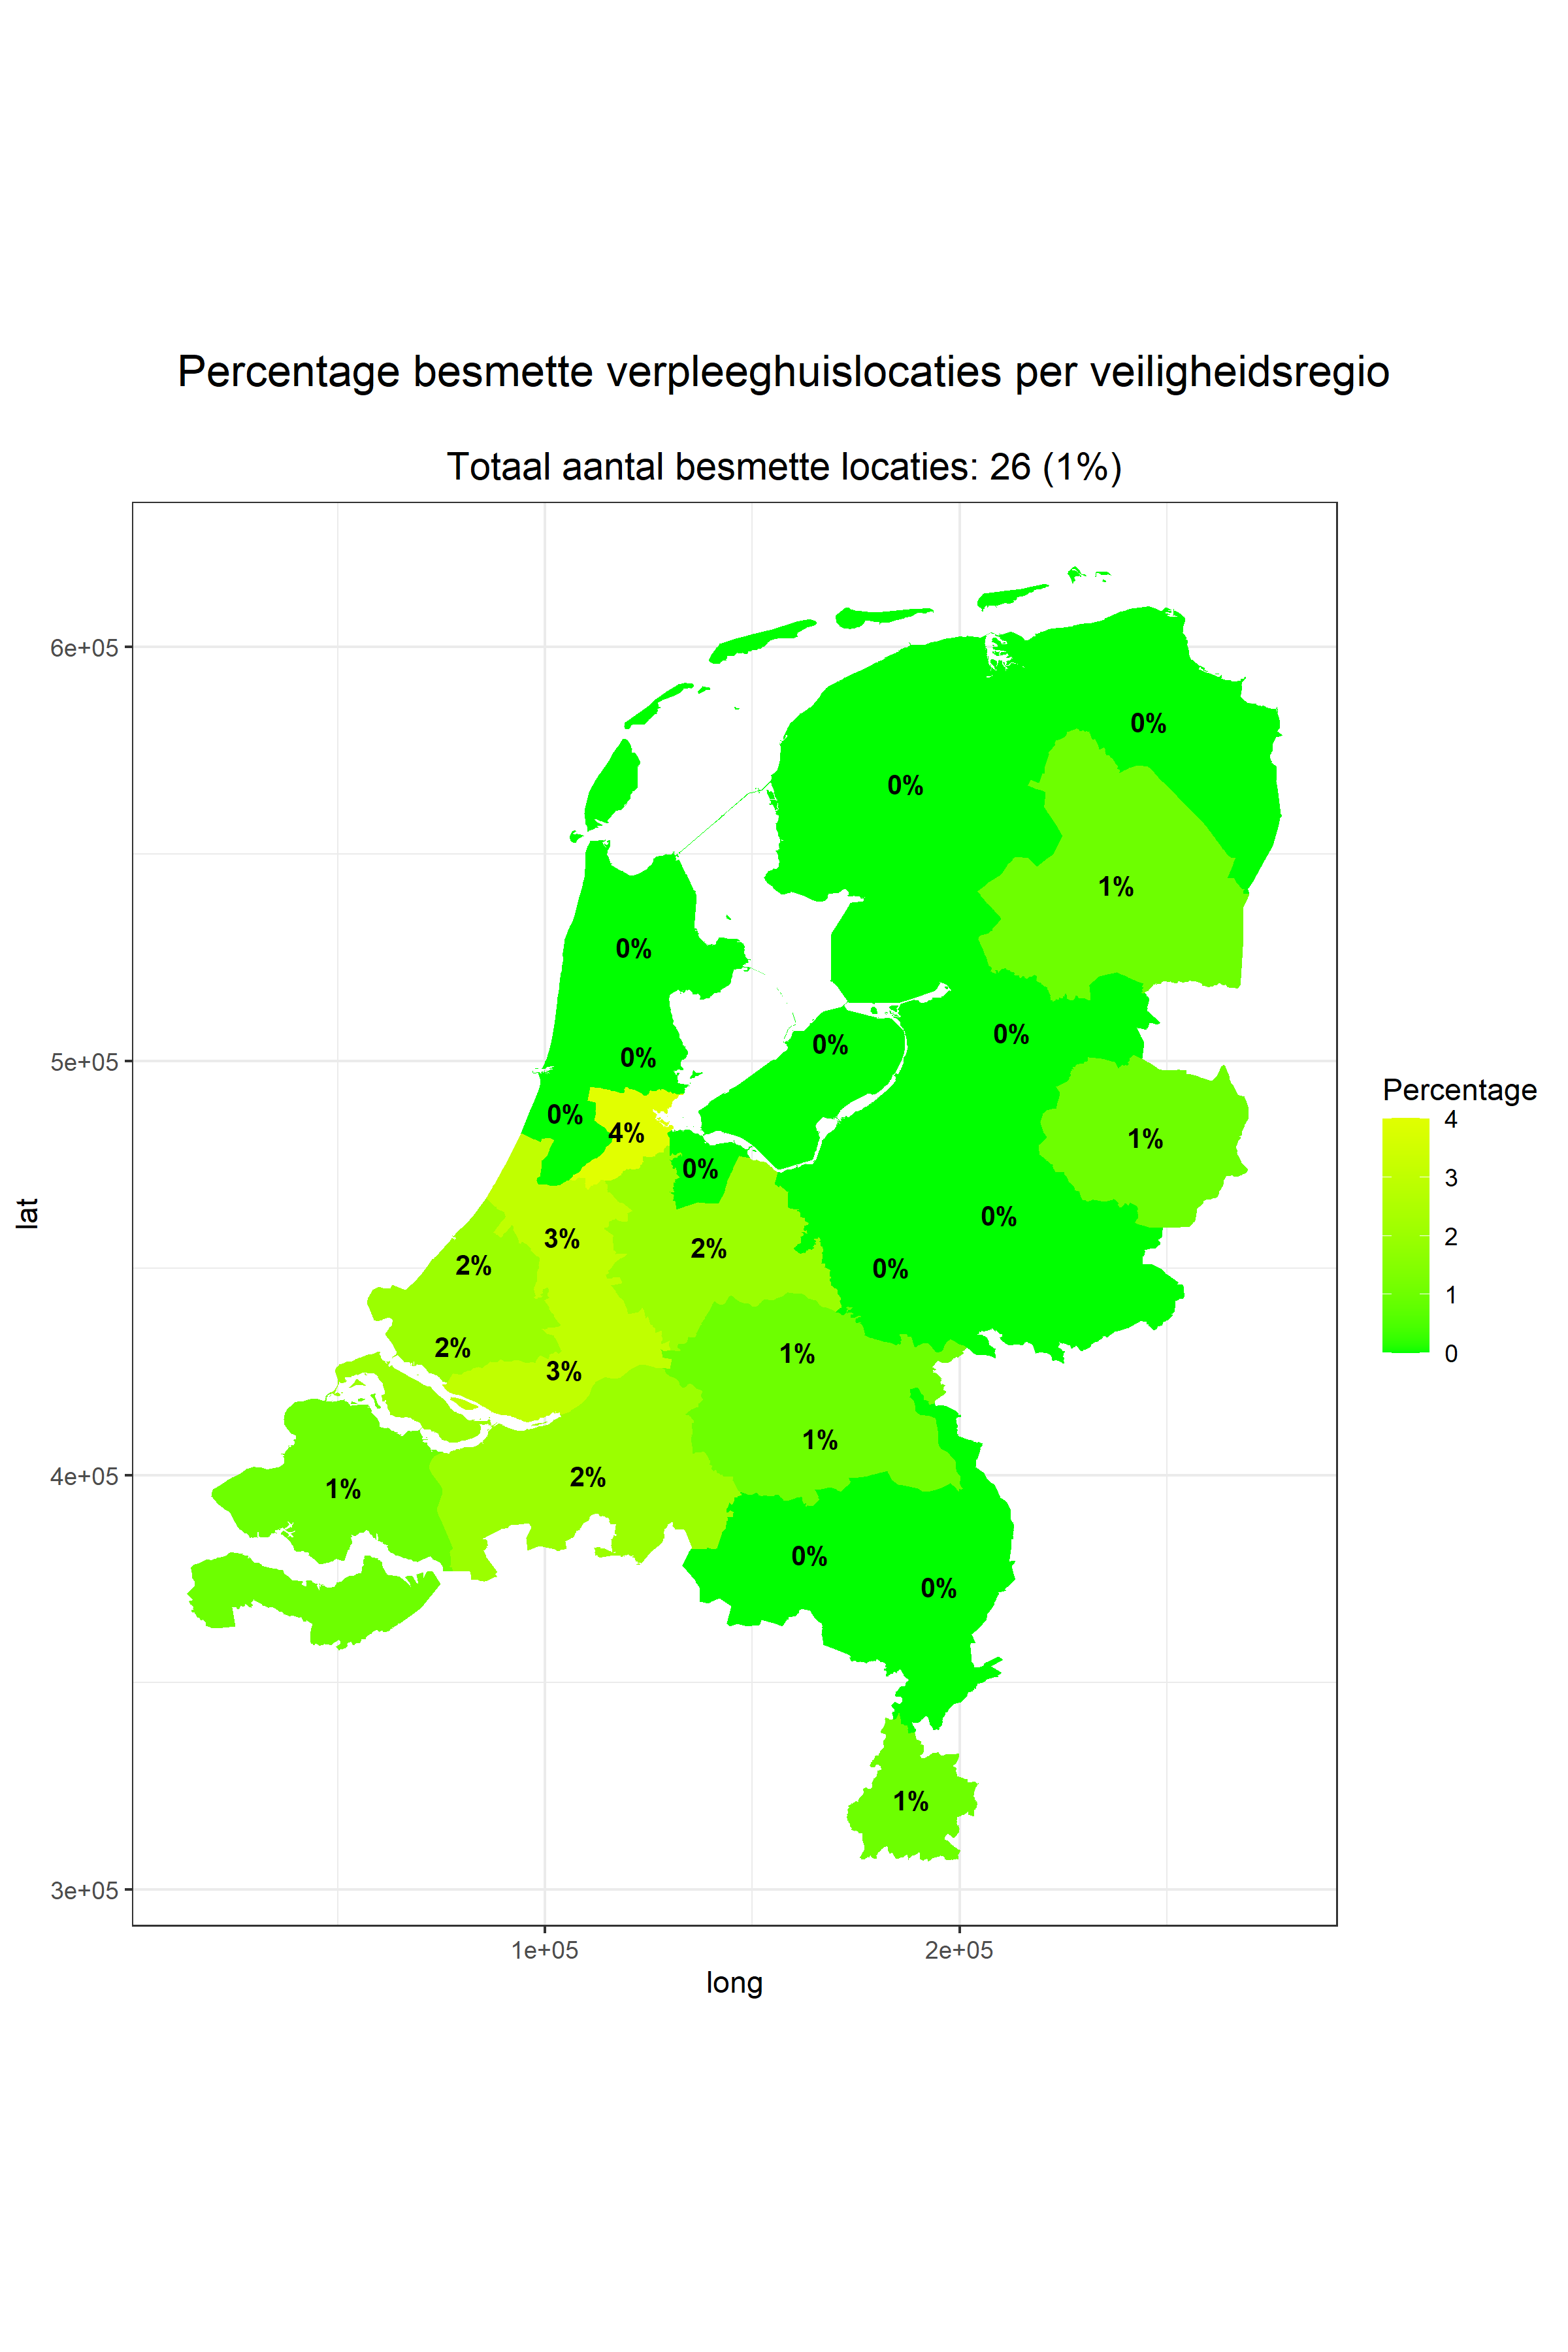 Percentage besmette verpleeghuislocaties per veiligheidsregio
Totaal aantal besmette locaties: 26 (1%)
6e+05
0%
0%
1%
0%
0%
0%
0%
5e+05
0%
4%
1%
0%
0%
3%
2%
2%
0%
2%
1%
3%
1%
4e+05
2%
1%
0%
0%
1%
3e+05
1e+05
2e+05
long
lat
Percentage
4
3
2
1
0